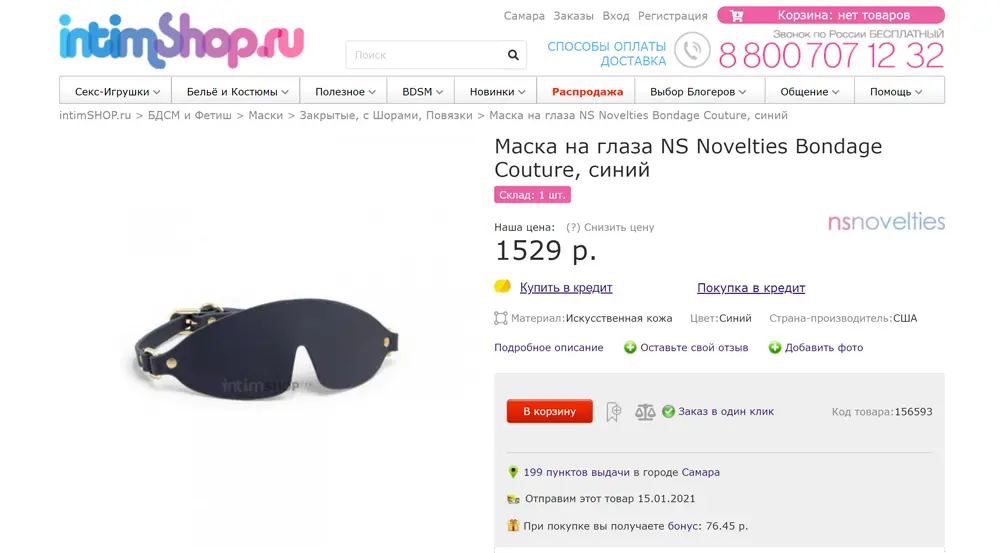 intimShop.ru
Самара Заказы Вход Регистрация
Корзина: нет товаров
Поиск
СПОСОБЫ ОПЛАТЫ
ДОСТАВКА
Звонок по России БЕСПЛАТНЫЙ
8 800 707 12 32
Секс-Игрушки Бельё и Костюмы Полезное BDSM Новинки Распродажа Выбор Блогеров Общение Помощь
intimSHOP.ru > БДСМ и Фетиш > Маски > Закрытые, с Шорами, Повязки > Маска на глаза NS Novelties Bondage Couture, синий
Маска на глаза NS Novelties Bondage
Couture, синий
Склад: 1 шт.
nsnovelties
Наша цена: (?) Снизить цену
1529 р.
Купить в кредит Покупка в кредит
Материал:Искусственная кожа Цвет:Синий Страна-производитель:США
Подробное описание Оставьте свой отзыв Добавить фото
intimSHOP.ru
В корзину Заказ в один клик Код товара:156593
199 пунктов выдачи в городе Самара
Отправим этот товар 15.01.2021
При покупке вы получаете бонус: 76.45 р.